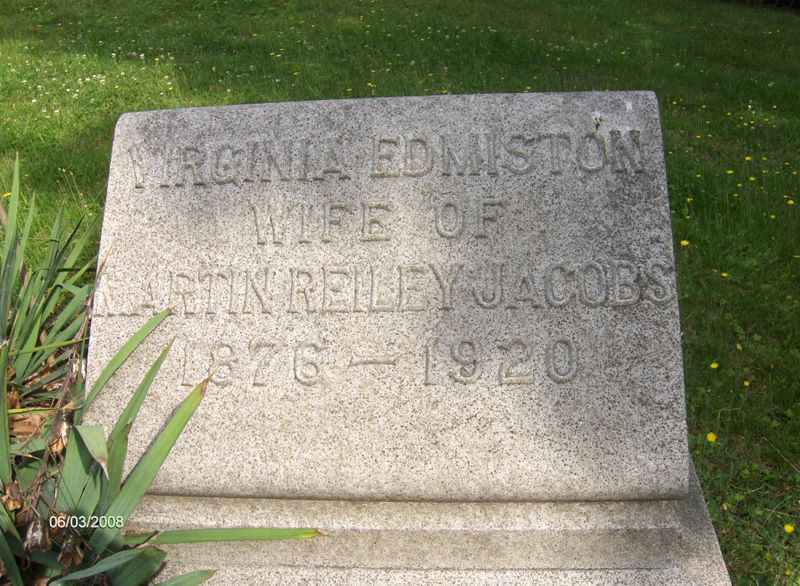 VIRGINIA EDMISTON
WIFE OF
MARTIN REILEY JACOBS
1876 — 1920
06/03/2008